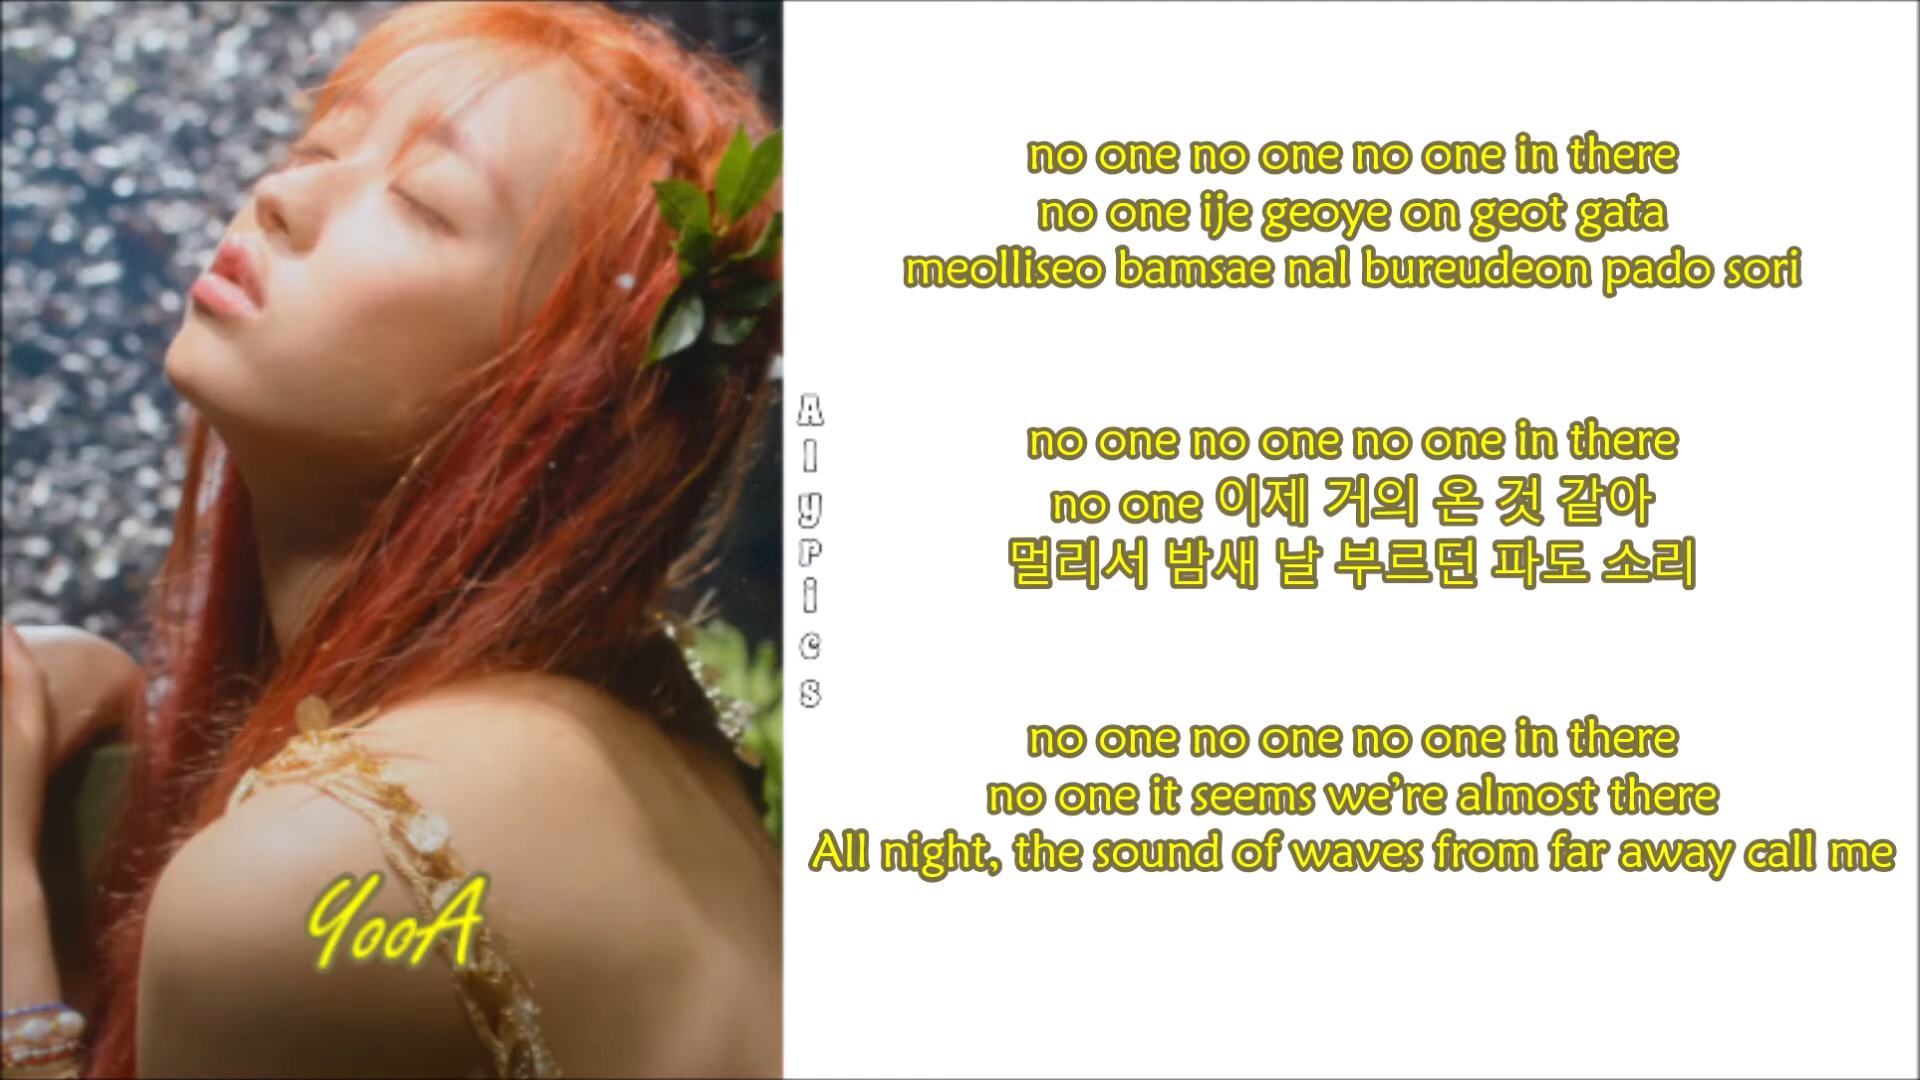 no one no one no one in there
no one ije geoye on geot gata
meolliseo bamsae nal bureudeon pado sori
no one no one no one in there
no one 이제 거의 온 것 같아
멀리서 밤새 날 부르던 파도 소리
no one no one no one in there
no one it seems we’re almost there
All night, the sound of waves from far away call me
AlyPics
YooA